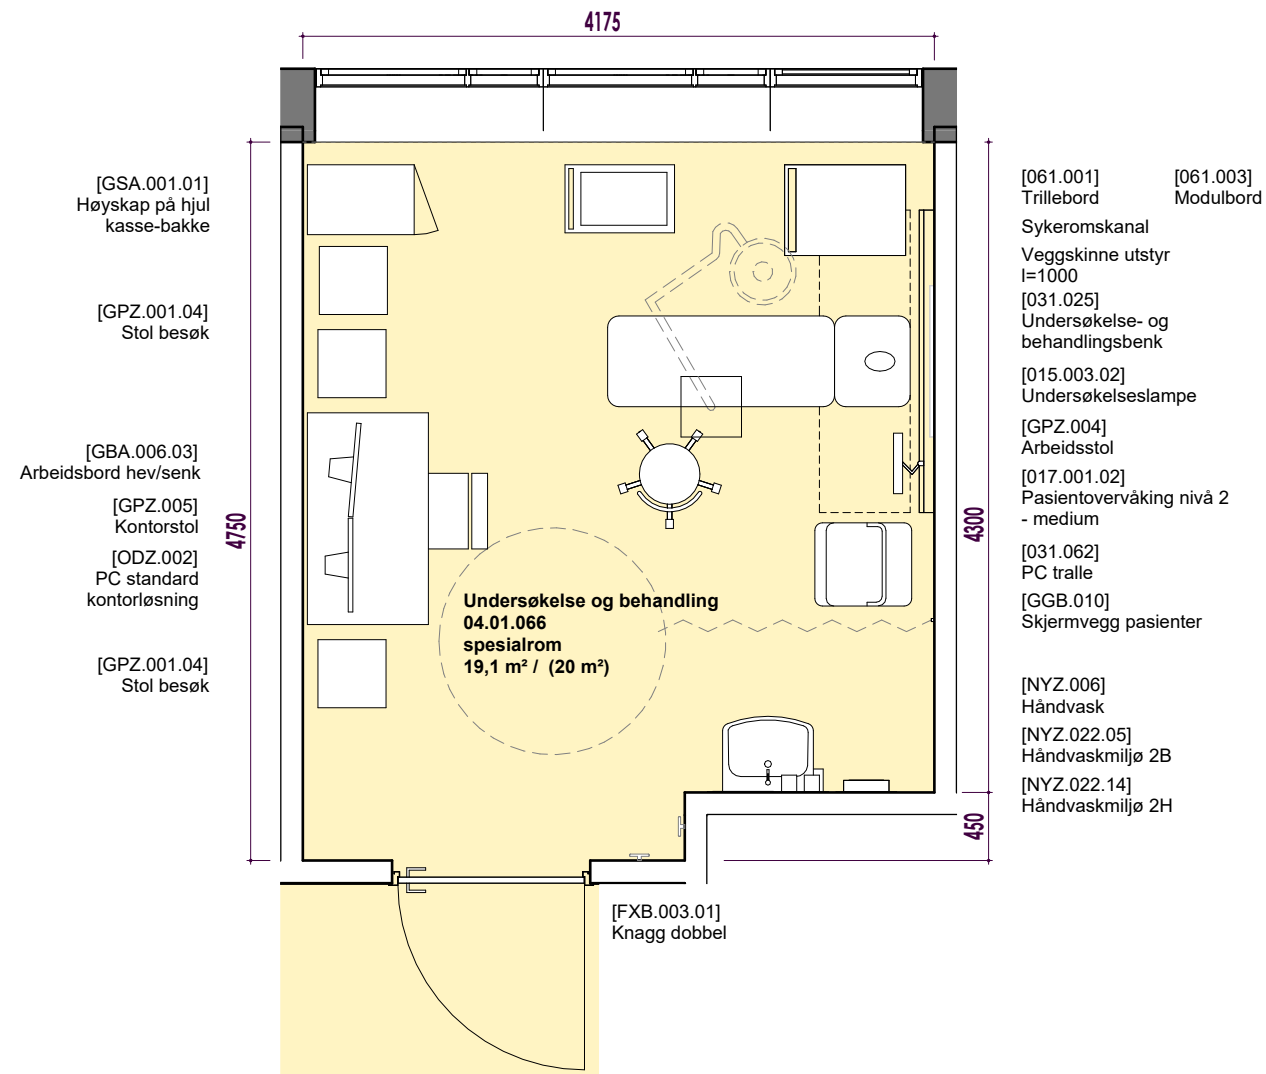 4175
[GSA.001.01]
Høyskap på hjul
kasse-bakke
[GPZ.001.04]
Stol besøk
[GBA.006.03]
Arbeidsbord hev/senk
[GPZ.005]
Kontorstol
[ODZ.002]
PC standard
kontorløsning
[GPZ.001.04]
Stol besøk
4750
Undersøkelse og behandling
04.01.066
spesialrom
19,1 m² / (20 m²)
4300
450
[061.001]
Trillebord
[061.003]
Modulbord
Sykeromskanal
Veggskinne utstyr
l=1000
[031.025]
Undersøkelse- og
behandlingsbenk
[015.003.02]
Undersøkelseslampe
[GPZ.004]
Arbeidsstol
[017.001.02]
Pasientovervåking nivå 2
- medium
[031.062]
PC tralle
[GGB.010]
Skjermvegg pasienter
[NYZ.006]
Håndvask
[NYZ.022.05]
Håndvaskmiljø 2B
[NYZ.022.14]
Håndvaskmiljø 2H
[FXB.003.01]
Knagg dobbel